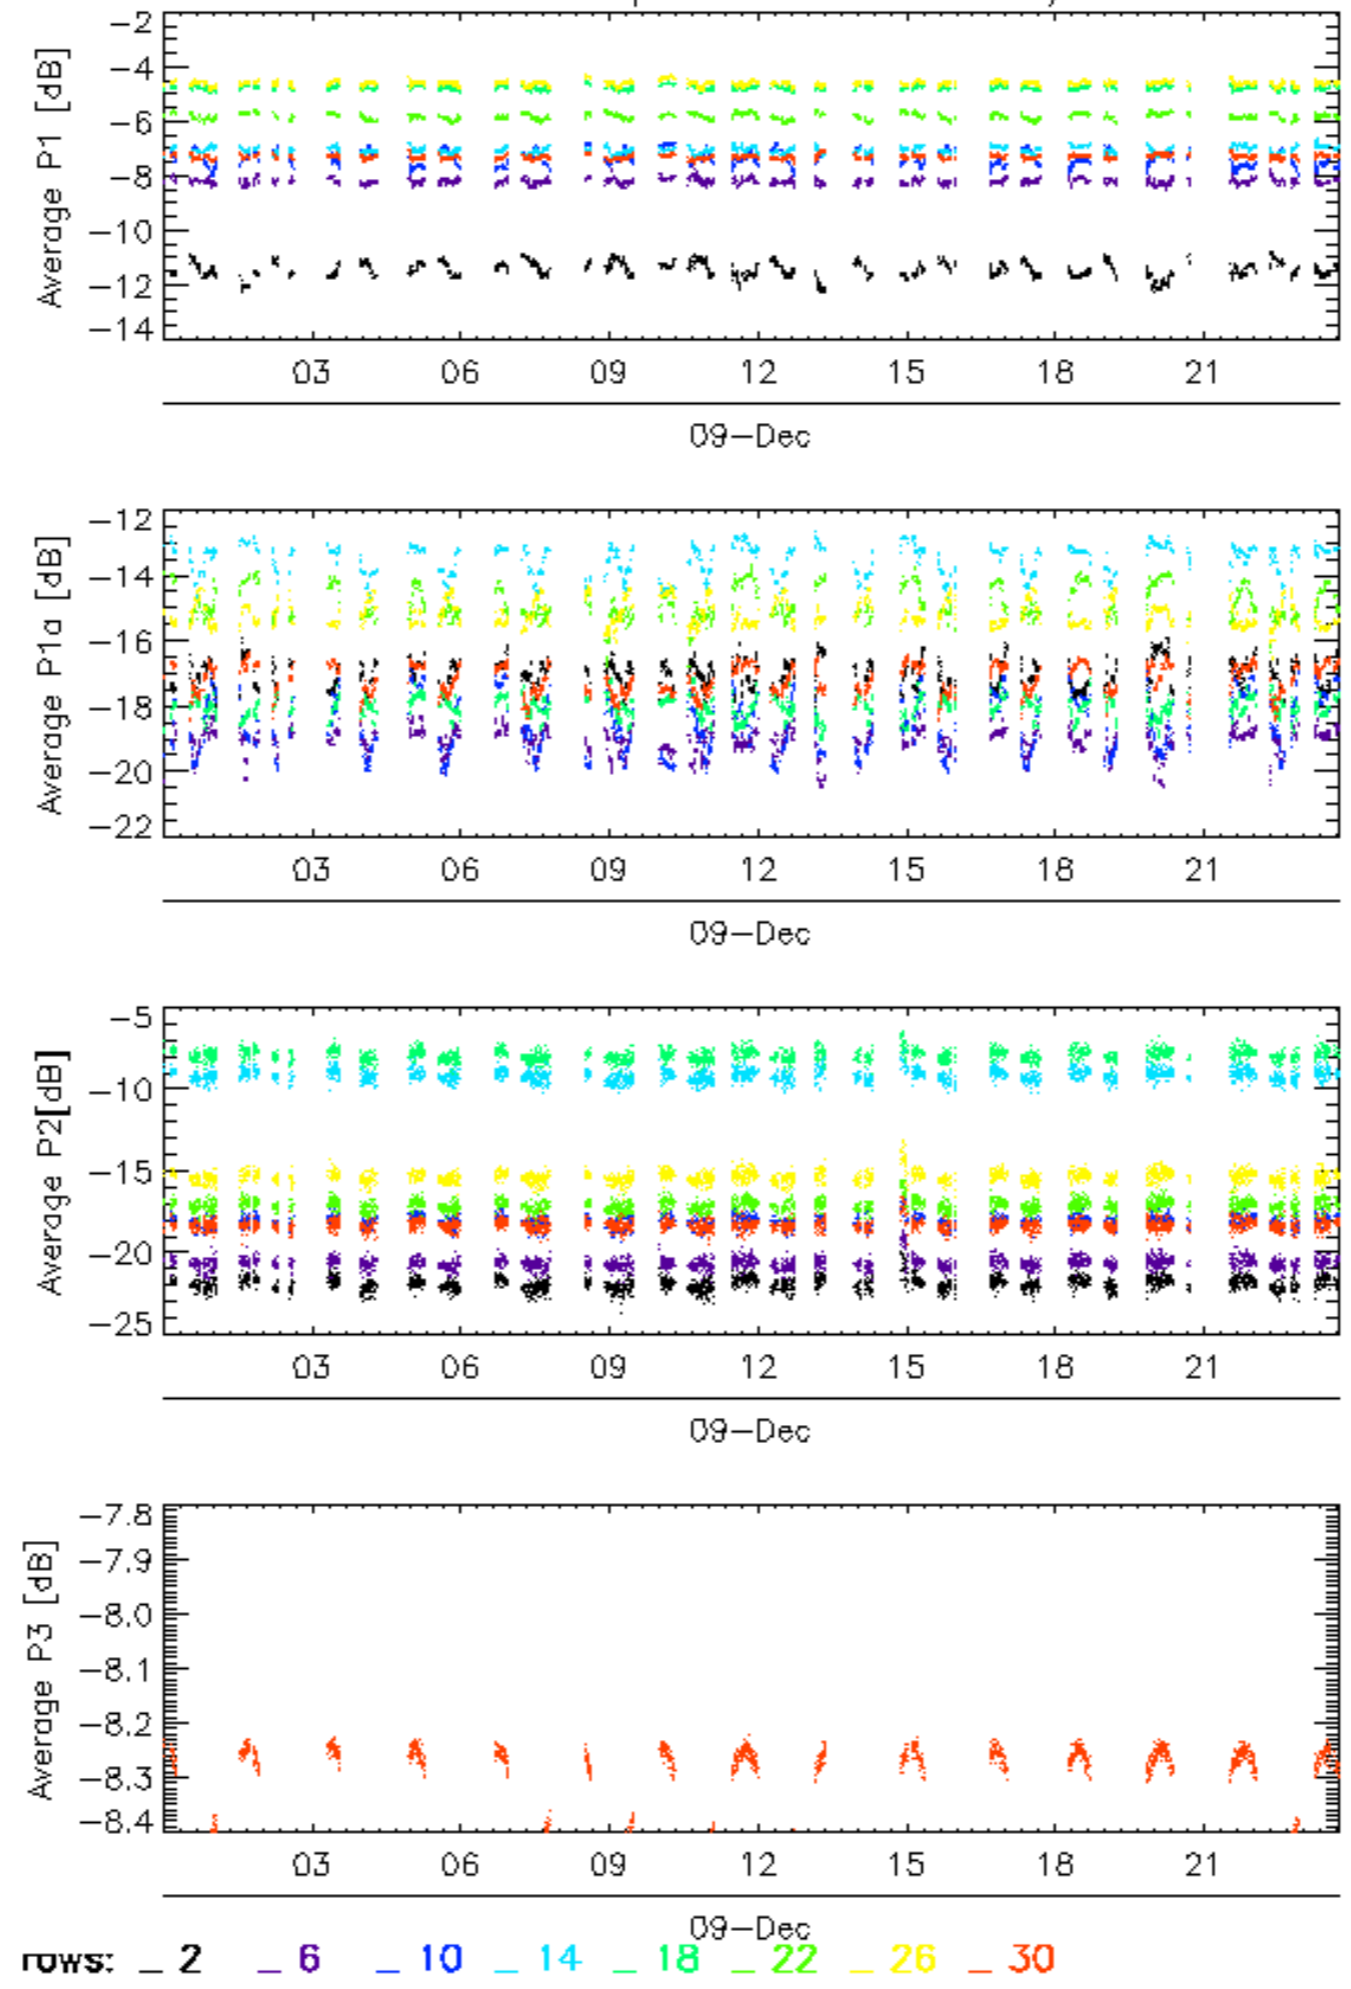 Average P1 [dB]
−2
−4
−6
−8
−10
−12
−14
03 06 09 12 15 18 21
09−Dec
Average P1a [dB]
−12
−14
−16
−18
−20
−22
03 06 09 12 15 18 21
09−Dec
Average P2[dB]
−5
−10
−15
−20
−25
03 06 09 12 15 18 21
09−Dec
Average P3 [dB]
−7.8
−7.9
−8.0
−8.1
−8.2
−8.3
−8.4
03 06 09 12 15 18 21
09−Dec
rows: _ 2 _ 6 _ 10 _ 14 _ 18 _ 22 _ 26 _ 30